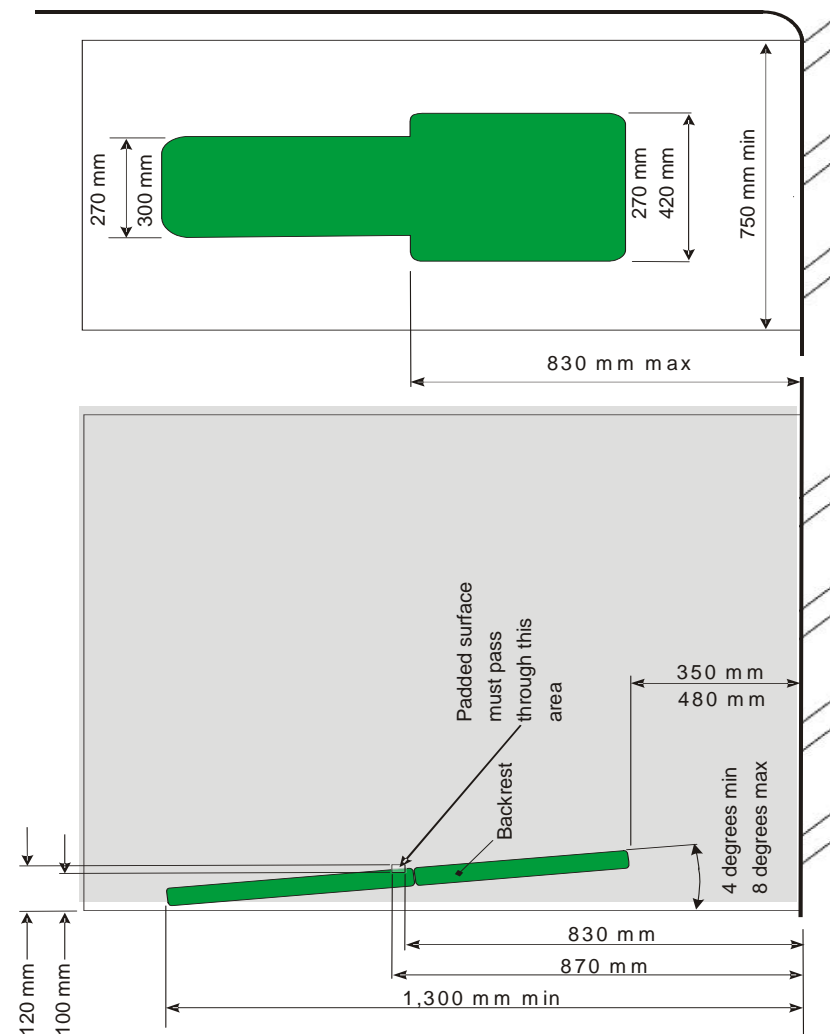 270 mm
300 mm
270 mm
420 mm
750 mm min
830 mm max
Padded surface
must pass
through this
area
Backrest
350 mm
480 mm
4 degrees min
8 degrees max
830 mm
870 mm
1,300 mm min
120 mm
100 mm